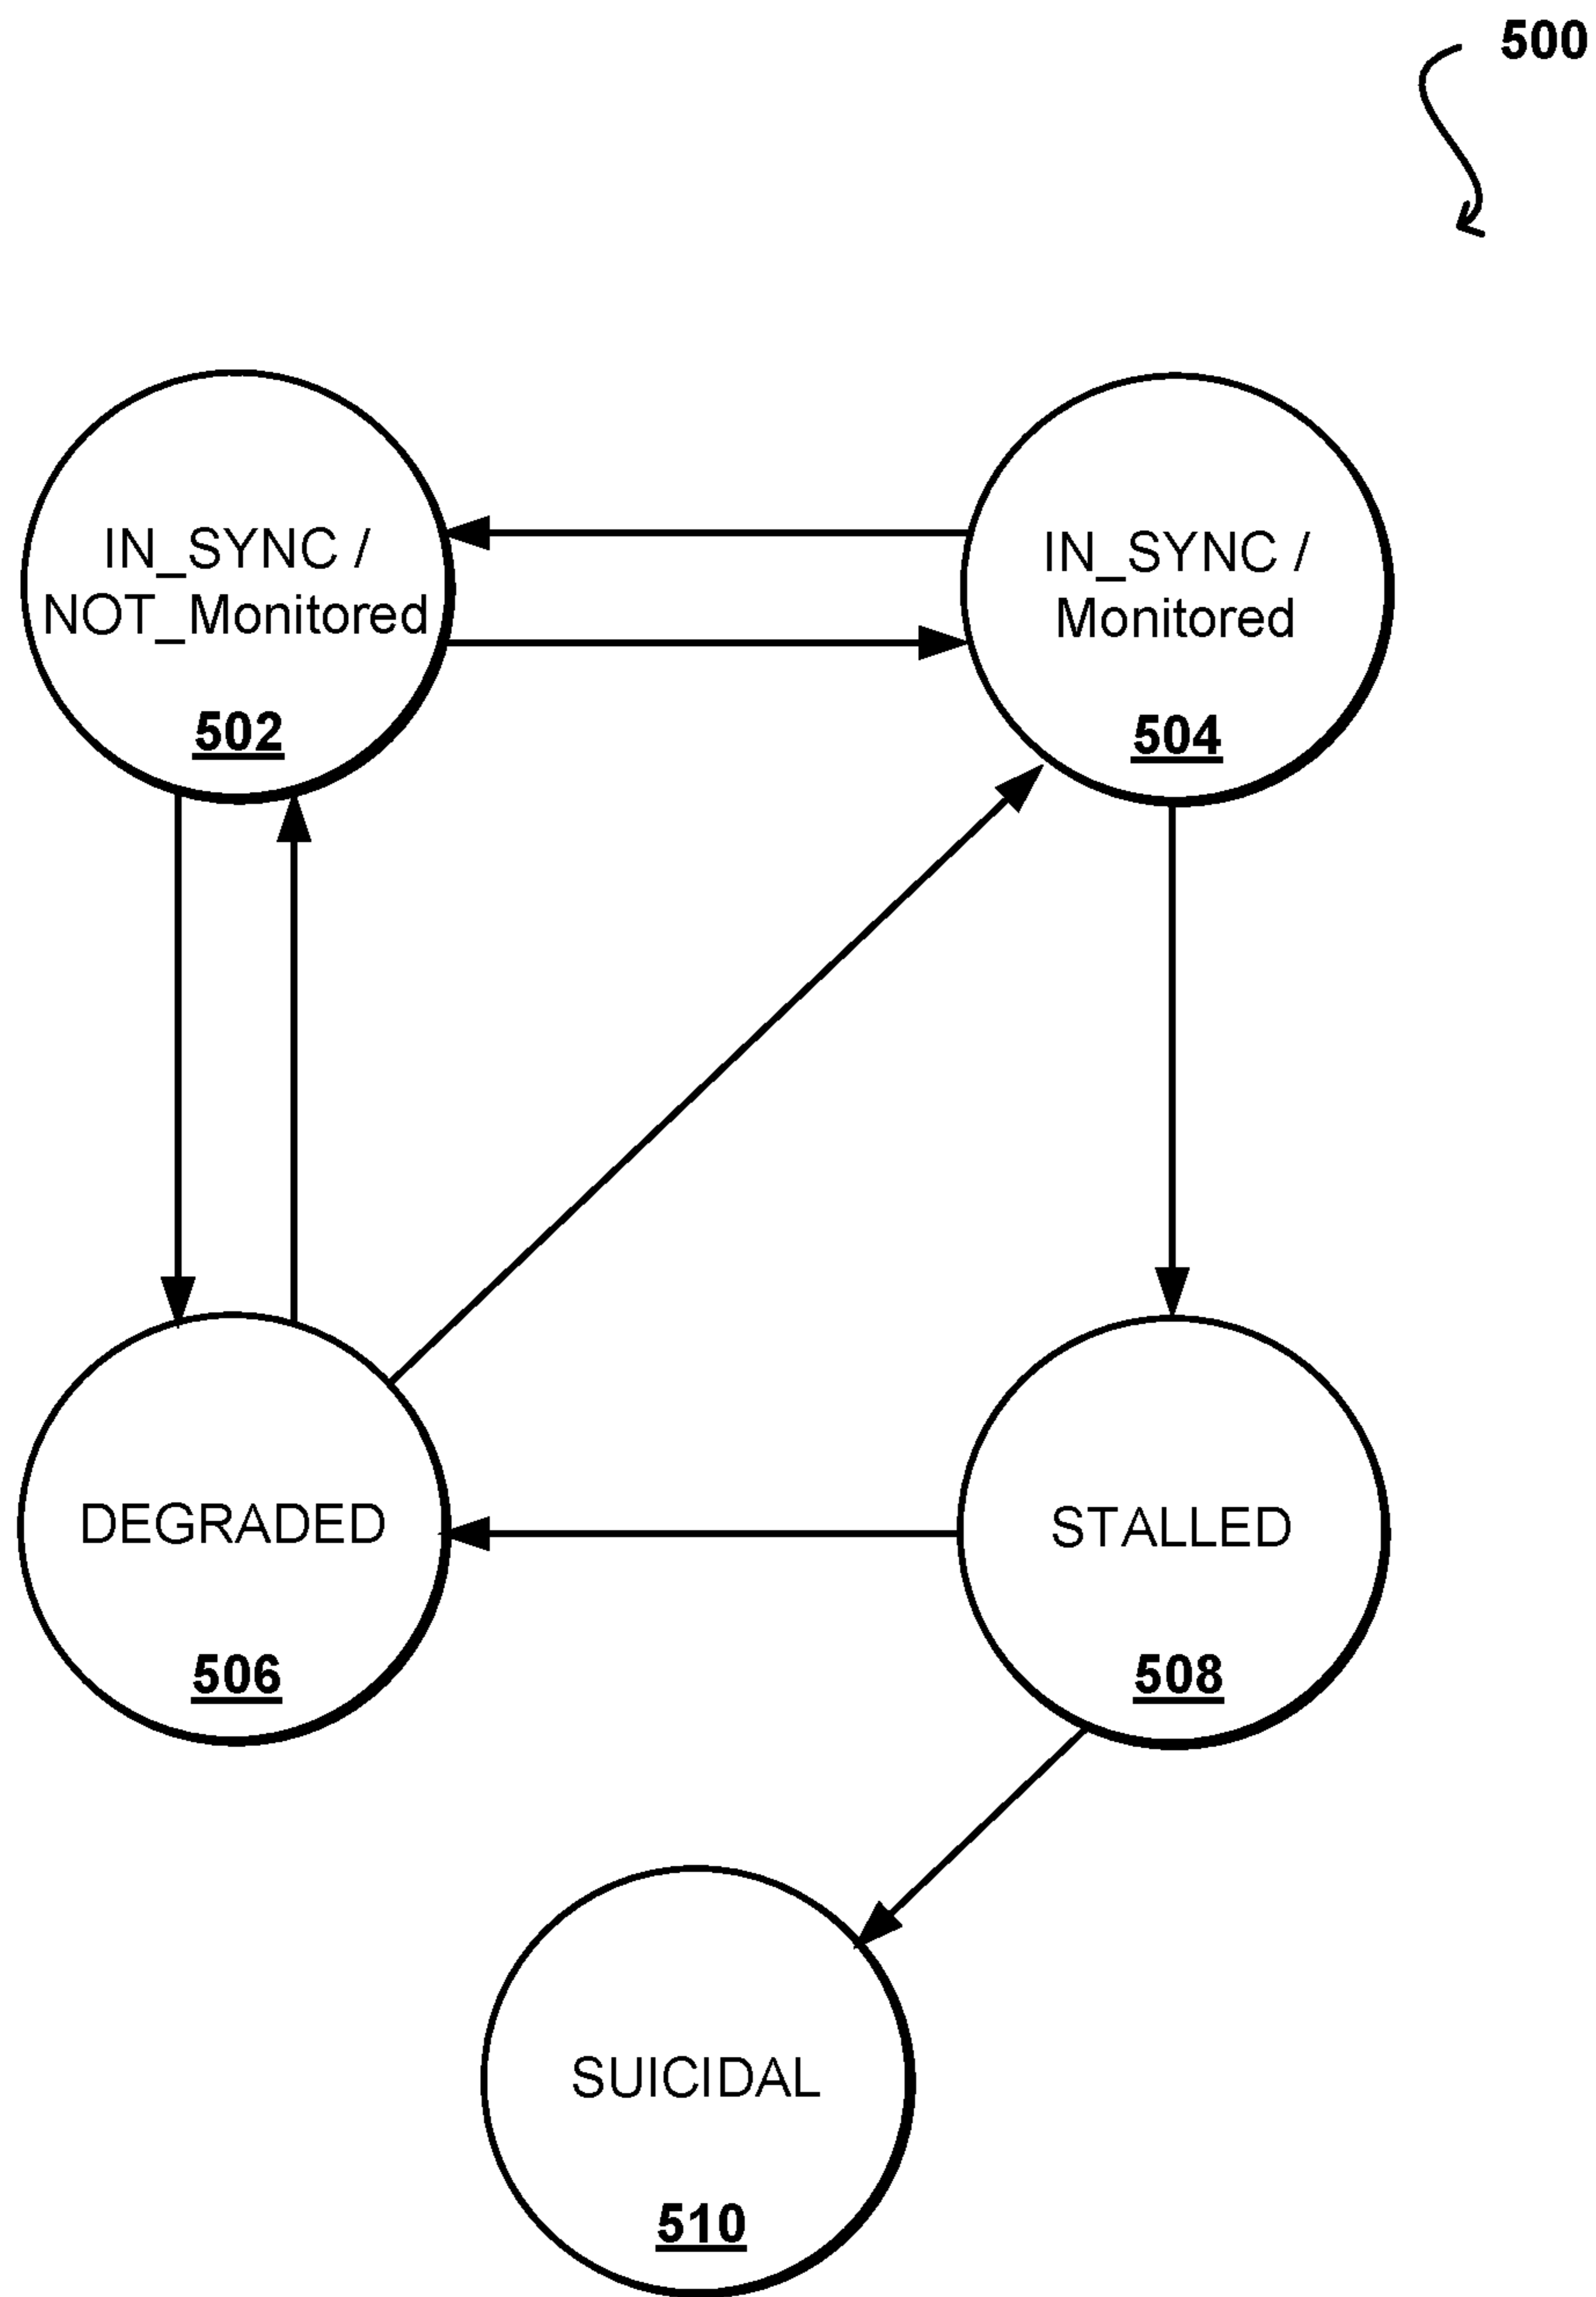 500
IN_SYNC /
NOT_Monitored
502
IN_SYNC /
Monitored
504
DEGRADED
506
STALLED
508
SUICIDAL
510